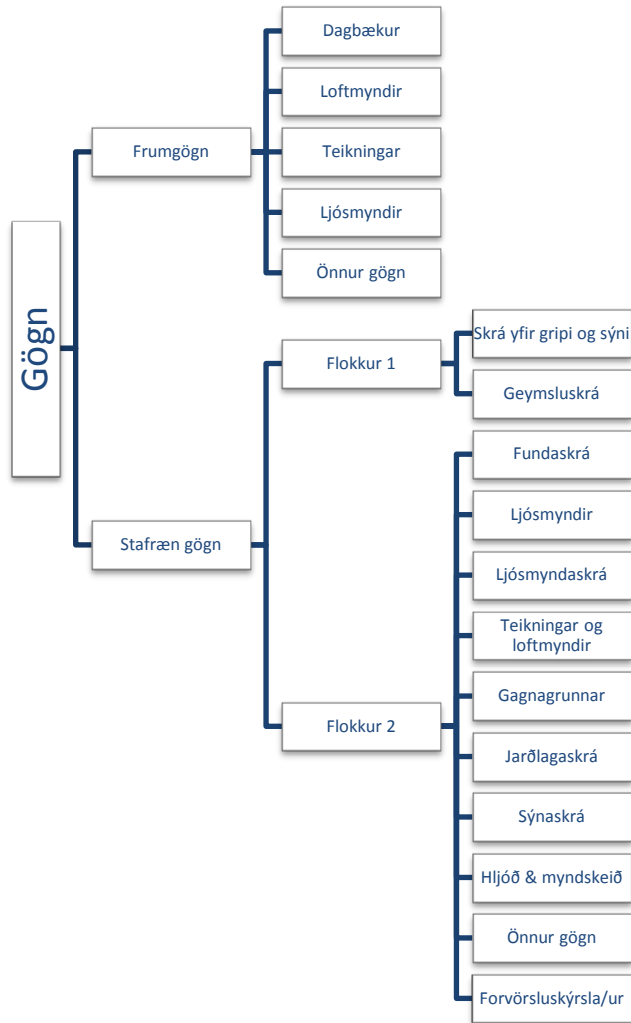 Gögn
Frumgögn
Dagbækur
Loftmyndir
Teikningar
Ljósmyndir
Önnur gögn
Stafræn gögn
Flokkur 1
Skrá yfir gripi og sýni
Geymsluskrá
Flokkur 2
Fundaskrá
Ljósmyndir
Ljósmyndaskrá
Teikningar og
loftmyndir
Gagnagrunnar
Jarðlagaskrá
Sýnaskrá
Hljóð & myndskeið
Önnur gögn
Forvörsluskýrsla/ur